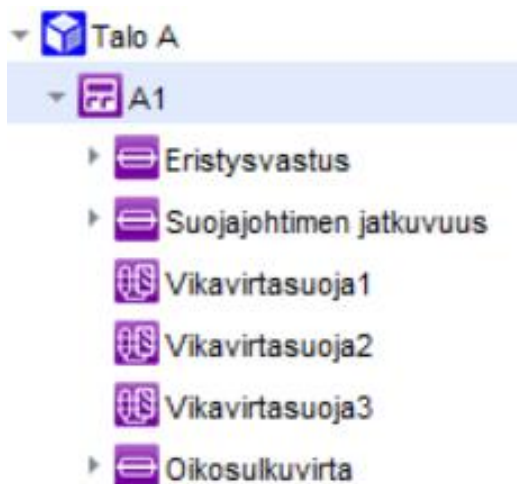 Talo A
A1
Eristysvastus
Suojajohtimen jatkuvuus
Vikavirtasuoja1
Vikavirtasuoja2
Vikavirtasuoja3
Oikosulkuvirta